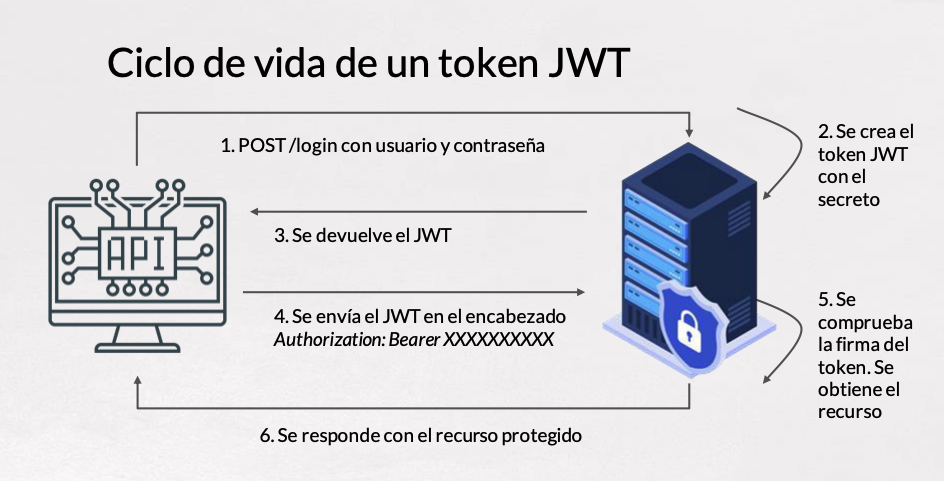 Ciclo de vida de un token JWT
1. POST /login con usuario y contraseña
2. Se crea el
token JWT
con el
secreto
API
3. Se devuelve el JWT
4. Se envía el JWT en el encabezado
Authorization: Bearer XXXXXXXXXX
5. Se
comprueba
la firma del
token. Se
obtiene el
recurso
6. Se responde con el recurso protegido